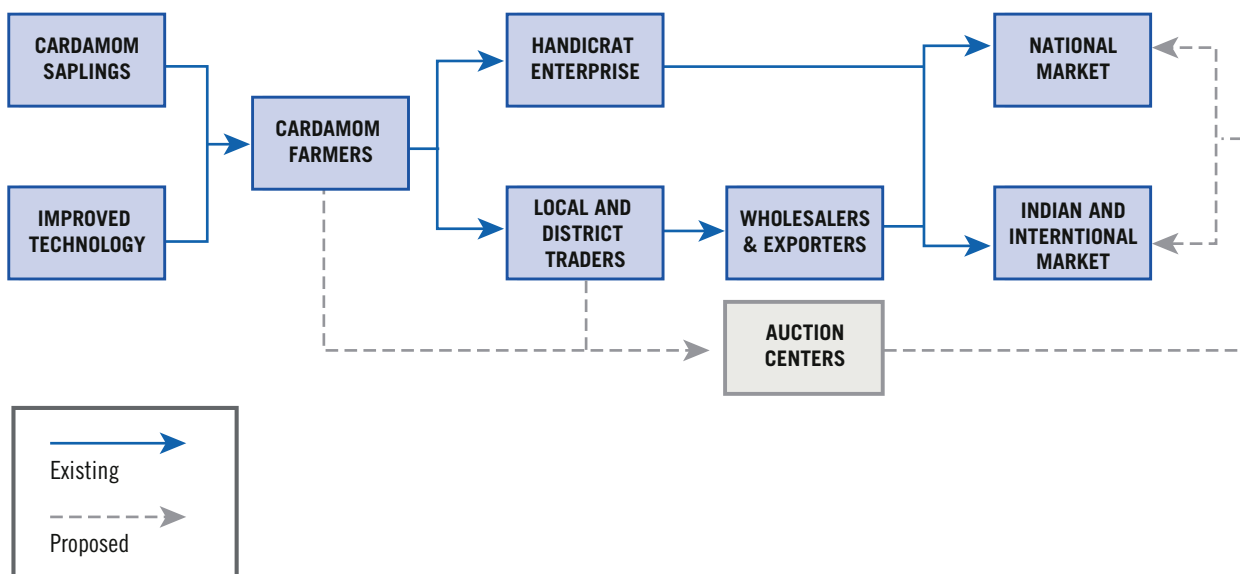 CARDAMOM
SAPLINGS
IMPROVED
TECHNOLOGY
CARDAMOM
FARMERS
HANDICRAT
ENTERPRISE
LOCAL AND
DISTRICT
TRADERS
WHOLESALERS
& EXPORTERS
NATIONAL
MARKET
INDIAN AND
INTERNTIONAL
MARKET
AUCTION
CENTERS
Existing
Proposed